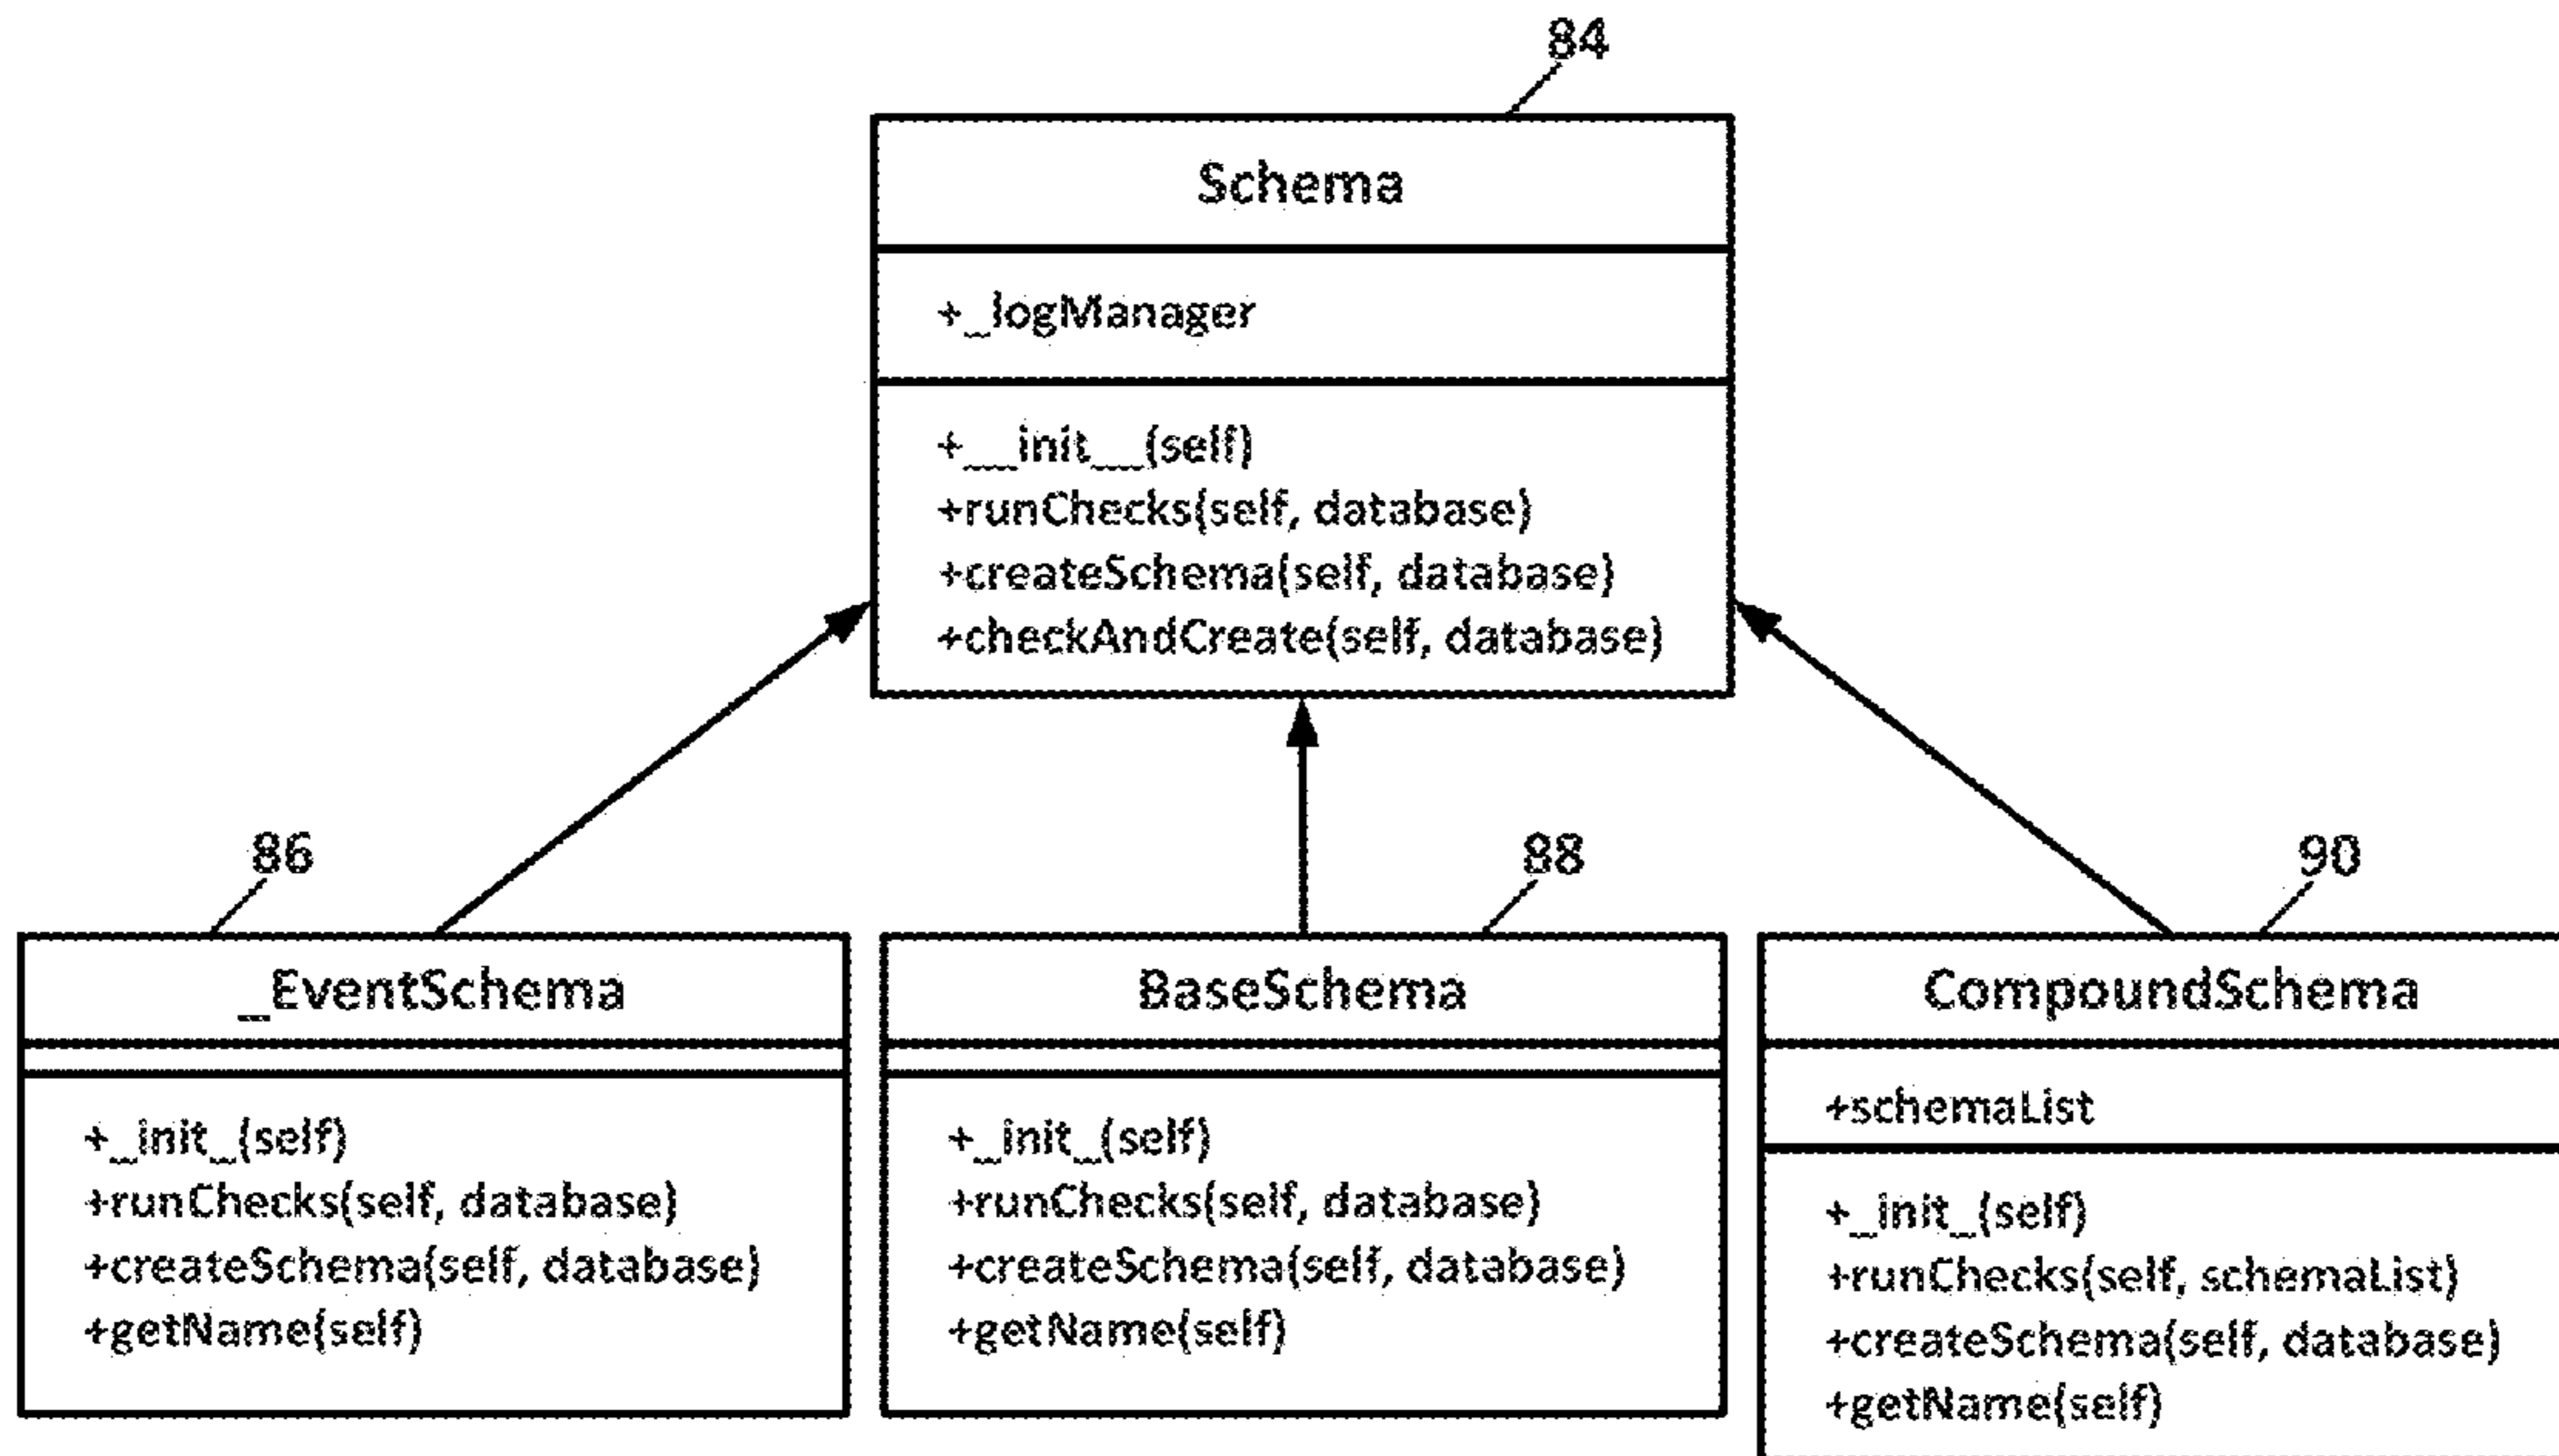 84
Schema
+_logManager
+__init__(self)
+runChecks(self, database)
+createSchema(self, database)
+checkAndCreate(self, database)
86
_EventSchema
+_init_(self)
+runChecks(self, database)
+createSchema(self, database)
+getName(self)
88
BaseSchema
+_init_(self)
+runChecks(self, database)
+createSchema(self, database)
+getName(self)
90
CompoundSchema
+schemaList
+_init_(self)
+runChecks(self, schemaList)
+createSchema(self, database)
+getName(self)